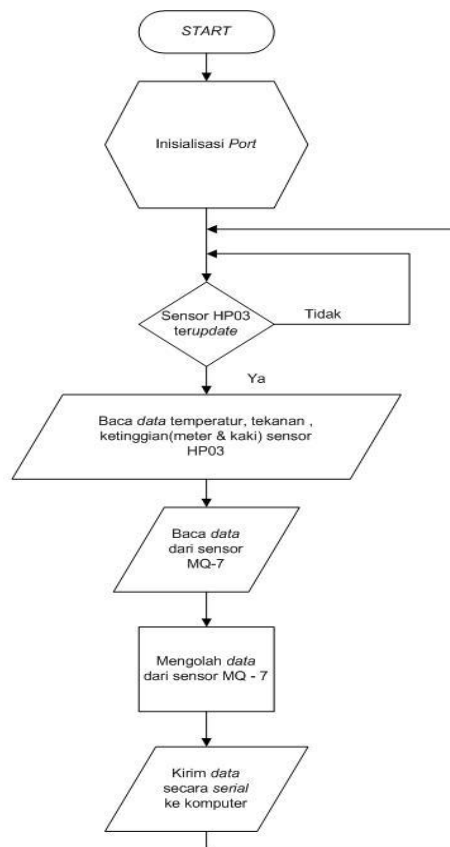 START
Inisialisasi Port
Sensor HP03
terupdate
Tidak
Ya
Baca data temperatur, tekanan ,
ketinggian(meter & kaki) sensor
HP03
Baca data
dari sensor
MQ-7
Mengolah data
dari sensor MQ - 7
Kirim data
secara serial
ke komputer